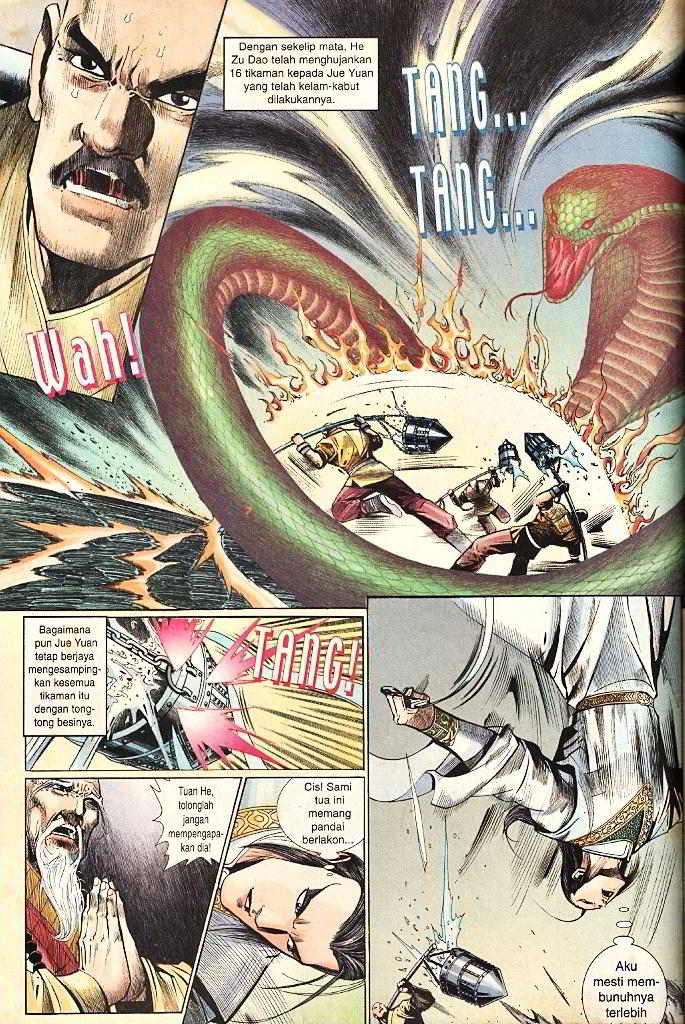 Dengan sekelip mata, He
Zu Dao telah menghujankan
16 tikaman kepada Jue Yuan
yang telah kelam-kabut
dilakukannya.
TANG...
TANG...
Wah!
Bagaimana
pun Jue Yuan
tetap berjaya
mengesamping-
kan kesemua
tikaman itu
dengan tong-
tong besinya.
TANG!
Tuan He,
tolonglah
jangan
mempengapa-
kan dia!
Cis! Sami
tua ini
memang
pandai
berlakon...
Aku
mesti mem-
bunuhnya
terlebih